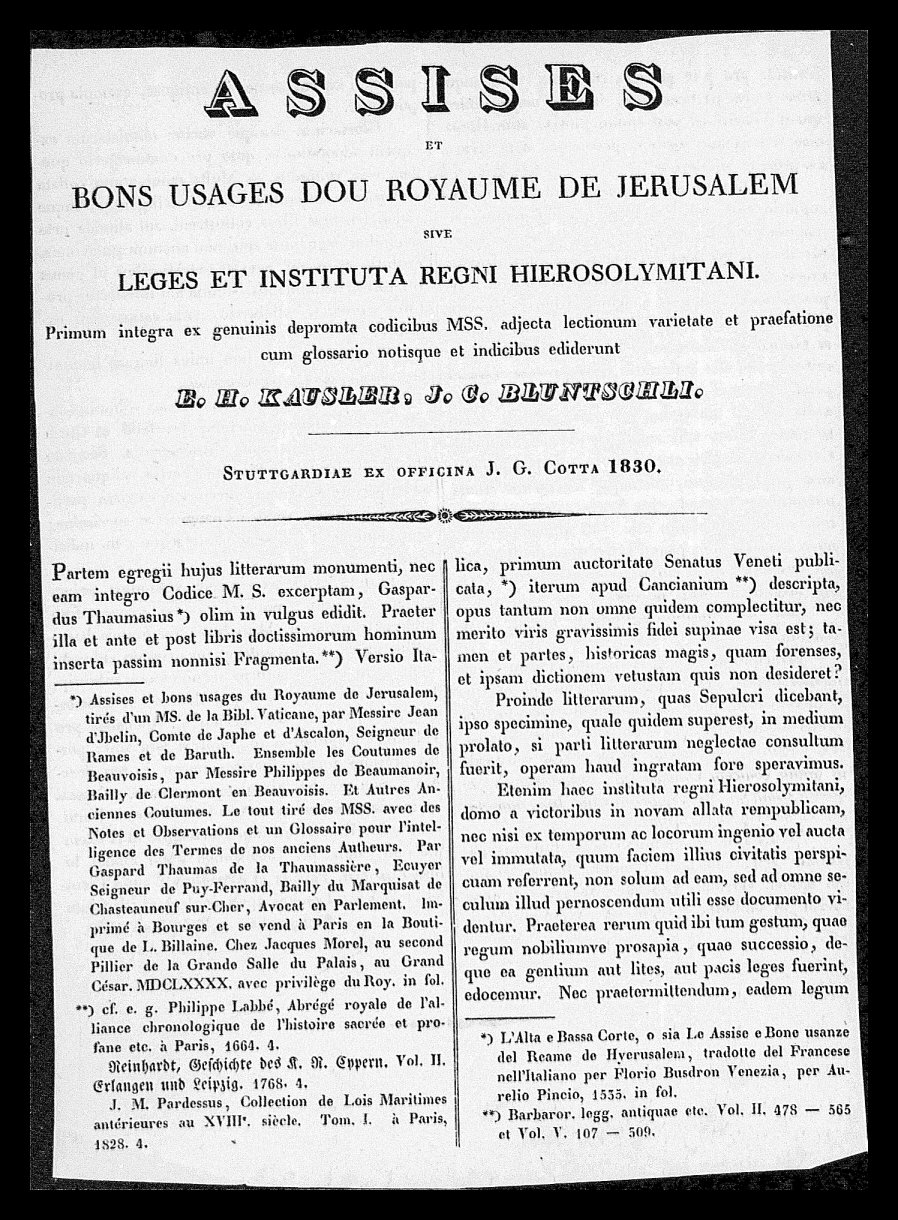 ASSISES
ET
BONS USAGES DOU ROYAUME DE JERUSALEM
SIVE
LEGES ET INSTITUTA REGNI HIEROSOLYMITANI.
Primum integra ex genuinis depromta codicibus MSS. adjecta lectionum varietate et praefatione
cum glossario notisque et indicibus ediderunt
E. H. KAUSLER, J. C. BLUNTSCHLI.
STUTTGARDIAE EX OFFICINA J. G. COTTA 1830.
Partem egregii hujus litterarum monumenti, nec
eam integro Codice M. S. excerptam, Gaspar-
dus Thaumasius *) olim in vulgus edidit. Praeter
illa et ante et post libris doctissimorum hominum
inserta passim nonnisi Fragmenta. **) Versio Ita-
*) Assises et bons usages du Royaume de Jerusalem,
tirés d'un MS. de la Bibl. Vaticane, par Messire Jean
d'Jbelin, Comte de Japhe et d'Ascalon, Seigneur de
Rames et de Baruth. Ensemble les Coutumes de
Beauvoisis, par Messire Philippes de Beaumanoir,
Bailly de Clermont en Beauvoisis. Et Autres An-
ciennes Coutumes. Le tout tiré des MSS. avec des
Notes et Observations et un Glossaire pour l'intel-
ligence des Termes de nos anciens Autheurs. Par
Gaspard Thaumas de la Thaumassière, Ecuyer
Seigneur de Puy-Ferrand, Bailly du Marquisat de
Chasteauneuf sur-Cher, Avocat en Parlement. Im-
primé à Bourges et se vend à Paris en la Bouti-
que de L. Billaine. Chez Jacques Morel, au second
Pillier de la Grande Salle du Palais, au Grand
César. MDCLXXXX. avec privilège du Roy. in fol.
**) cf. e. g. Philippe Labbé, Abrégé royale de l'al-
liance chronologique de l'histoire sacrée et pro-
fane etc. à Paris, 1664. 4.
Reinhardt, Geschichte des K. R. Cyppern. Vol. II.
Erlangen und Leipzig. 1768. 4.
J. M. Pardessus, Collection de Lois Maritimes
antérieures au XVIIIe. siècle. Tom. I. à Paris,
1828. 4.
lica, primum auctoritate Senatus Veneti publi-
cata, *) iterum apud Cancianium **) descripta,
opus tantum non omne quidem complectitur, nec
merito viris gravissimis fidei supinae visa est; ta-
men et partes, historicas magis, quam forenses,
et ipsam dictionem vetustam quis non desideret?
Proinde litterarum, quas Sepulcri dicebant,
ipso specimine, quale quidem superest, in medium
prolato, si parti litterarum neglectae consultum
fuerit, operam haud ingratam fore speravimus.
Etenim haec instituta regni Hierosolymitani,
domo a victoribus in novam allata rempublicam,
nec nisi ex temporum ac locorum ingenio vel aucta
vel immutata, quum faciem illius civitatis perspi-
cuam referrent, non solum ad eam, sed ad omne se-
culum illud pernoscendum utili esse documento vi-
dentur. Praeterea rerum quid ibi tum gestum, quae
regum nobiliumve prosapia, quae successio, de-
que ea gentium aut lites, aut pacis leges fuerint,
edocemur. Nec praetermittendum, eadem legum
*) L'Alta e Bassa Corte, o sia Le Assise e Bone usanze
del Reame de Hyerusalem, tradotte del Francese
nell'Italiano per Florio Busdron Venezia, per Au-
relio Pincio, 1535. in fol.
**) Barbaror. legg. antiquae etc. Vol. II. 478 — 565
et Vol. V. 107 — 309.